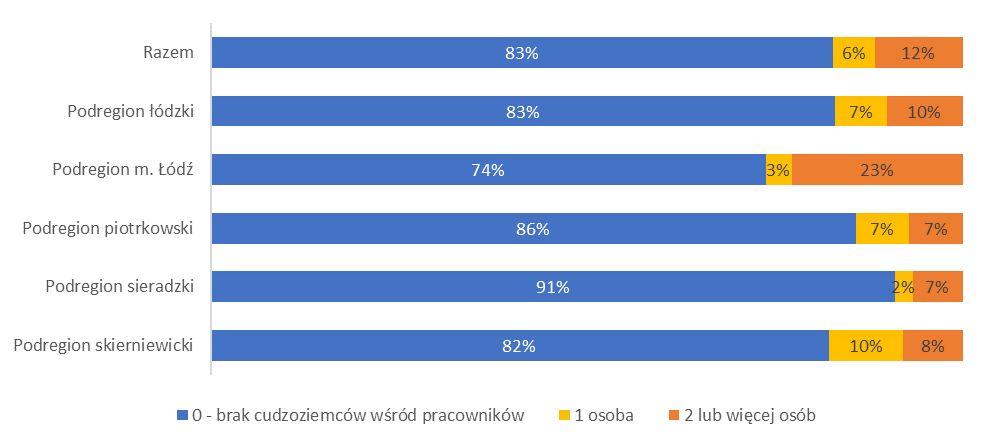 Razem 83% 6% 12%
Podregion łódzki 83% 7% 10%
Podregion m. Łódź 74% 3% 23%
Podregion piotrkowski 86% 7% 7%
Podregion sieradzki 91% 2% 7%
Podregion skierniewicki 82% 10% 8%
0 - brak cudzoziemców wśród pracowników 1 osoba 2 lub więcej osób